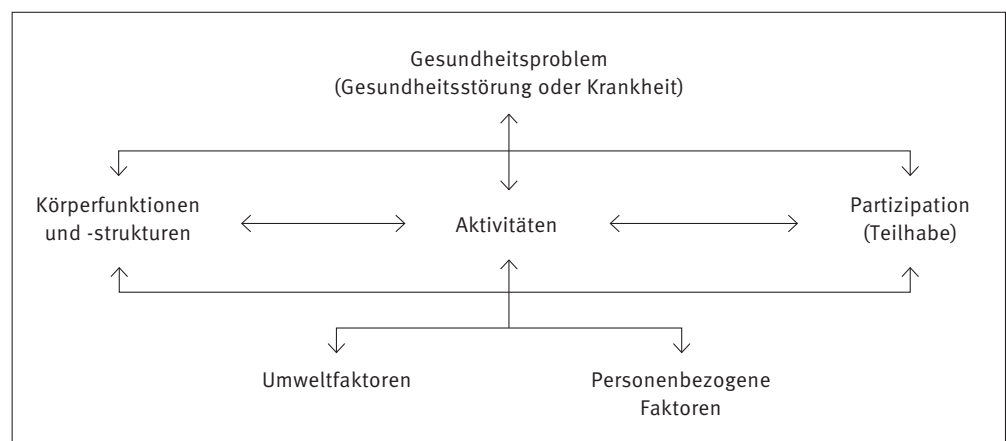 Gesundheitsproblem
(Gesundheitsstörung oder Krankheit)
Körperfunktionen
und -strukturen
Aktivitäten
Partizipation
(Teilhabe)
Umweltfaktoren
Personenbezogene
Faktoren